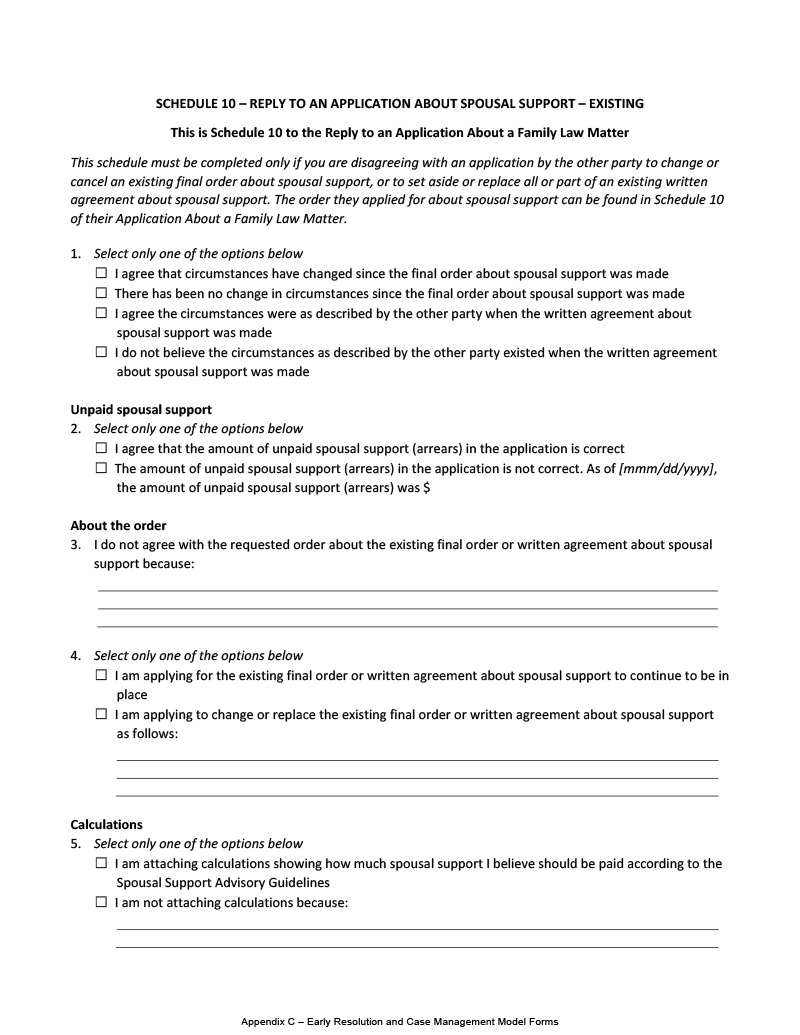 SCHEDULE 10 – REPLY TO AN APPLICATION ABOUT SPOUSAL SUPPORT – EXISTING
This is Schedule 10 to the Reply to an Application About a Family Law Matter
This schedule must be completed only if you are disagreeing with an application by the other party to change or
cancel an existing final order about spousal support, or to set aside or replace all or part of an existing written
agreement about spousal support. The order they applied for about spousal support can be found in Schedule 10
of their Application About a Family Law Matter.
1. Select only one of the options below
☐ I agree that circumstances have changed since the final order about spousal support was made
☐ There has been no change in circumstances since the final order about spousal support was made
☐ I agree the circumstances were as described by the other party when the written agreement about
spousal support was made
☐ I do not believe the circumstances as described by the other party existed when the written agreement
about spousal support was made
Unpaid spousal support
2. Select only one of the options below
☐ I agree that the amount of unpaid spousal support (arrears) in the application is correct
☐ The amount of unpaid spousal support (arrears) in the application is not correct. As of [mmm/dd/yyyy],
the amount of unpaid spousal support (arrears) was $
About the order
3. I do not agree with the requested order about the existing final order or written agreement about spousal
support because:
4. Select only one of the options below
☐ I am applying for the existing final order or written agreement about spousal support to continue to be in
place
☐ I am applying to change or replace the existing final order or written agreement about spousal support
as follows:
Calculations
5. Select only one of the options below
☐ I am attaching calculations showing how much spousal support I believe should be paid according to the
Spousal Support Advisory Guidelines
☐ I am not attaching calculations because:
Appendix C – Early Resolution and Case Management Model Forms